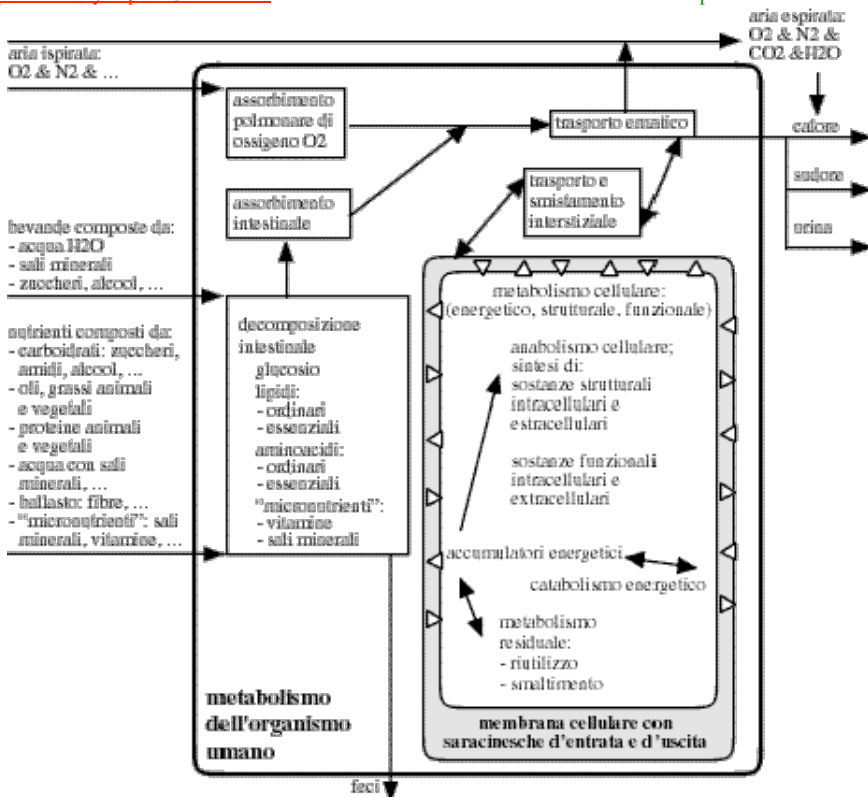 aria ispirata:
O2 & N2 & ...
aria espirata:
O2 & N2 &
CO2 &H2O
assorbimento
polmonare di
ossigeno O2
trasporto ematico
calore
sudore
urina
assorbimento
intestinale
trasporto e
smistamento
interstiziale
bevande composte da:
- acqua H2O
- sali minerali
- zuccheri, alcool, ...
nutrienti composti da:
- carboidrati: zuccheri,
amidi, alcool, ...
- oli, grassi animali
e vegetali
- proteine animali
e vegetali
- acqua con sali
minerali, ...
- ballasto: fibre, ...
- "micronutrienti": sali
minerali, vitamine, ...
decomposizione
intestinale
glucosio
lipidi:
- ordinari
- essenziali
aminoacidi:
- ordinari
- essenziali
"micronutrienti":
- vitamine
- sali minerali
metabolismo cellulare:
(energetico, strutturale, funzionale)
anabolismo cellulare;
sintesi di:
sostanze strutturali
intracellulari e
estracellulari
sostanze funzionali
intracellulari e
extracellulari
accumulatori energetici
catabolismo energetico
metabolismo
residuale:
- riutilizzo
- smaltimento
metabolismo
dell'organismo
umano
membrana cellulare con
saracinesche d'entrata e d'uscita
feci